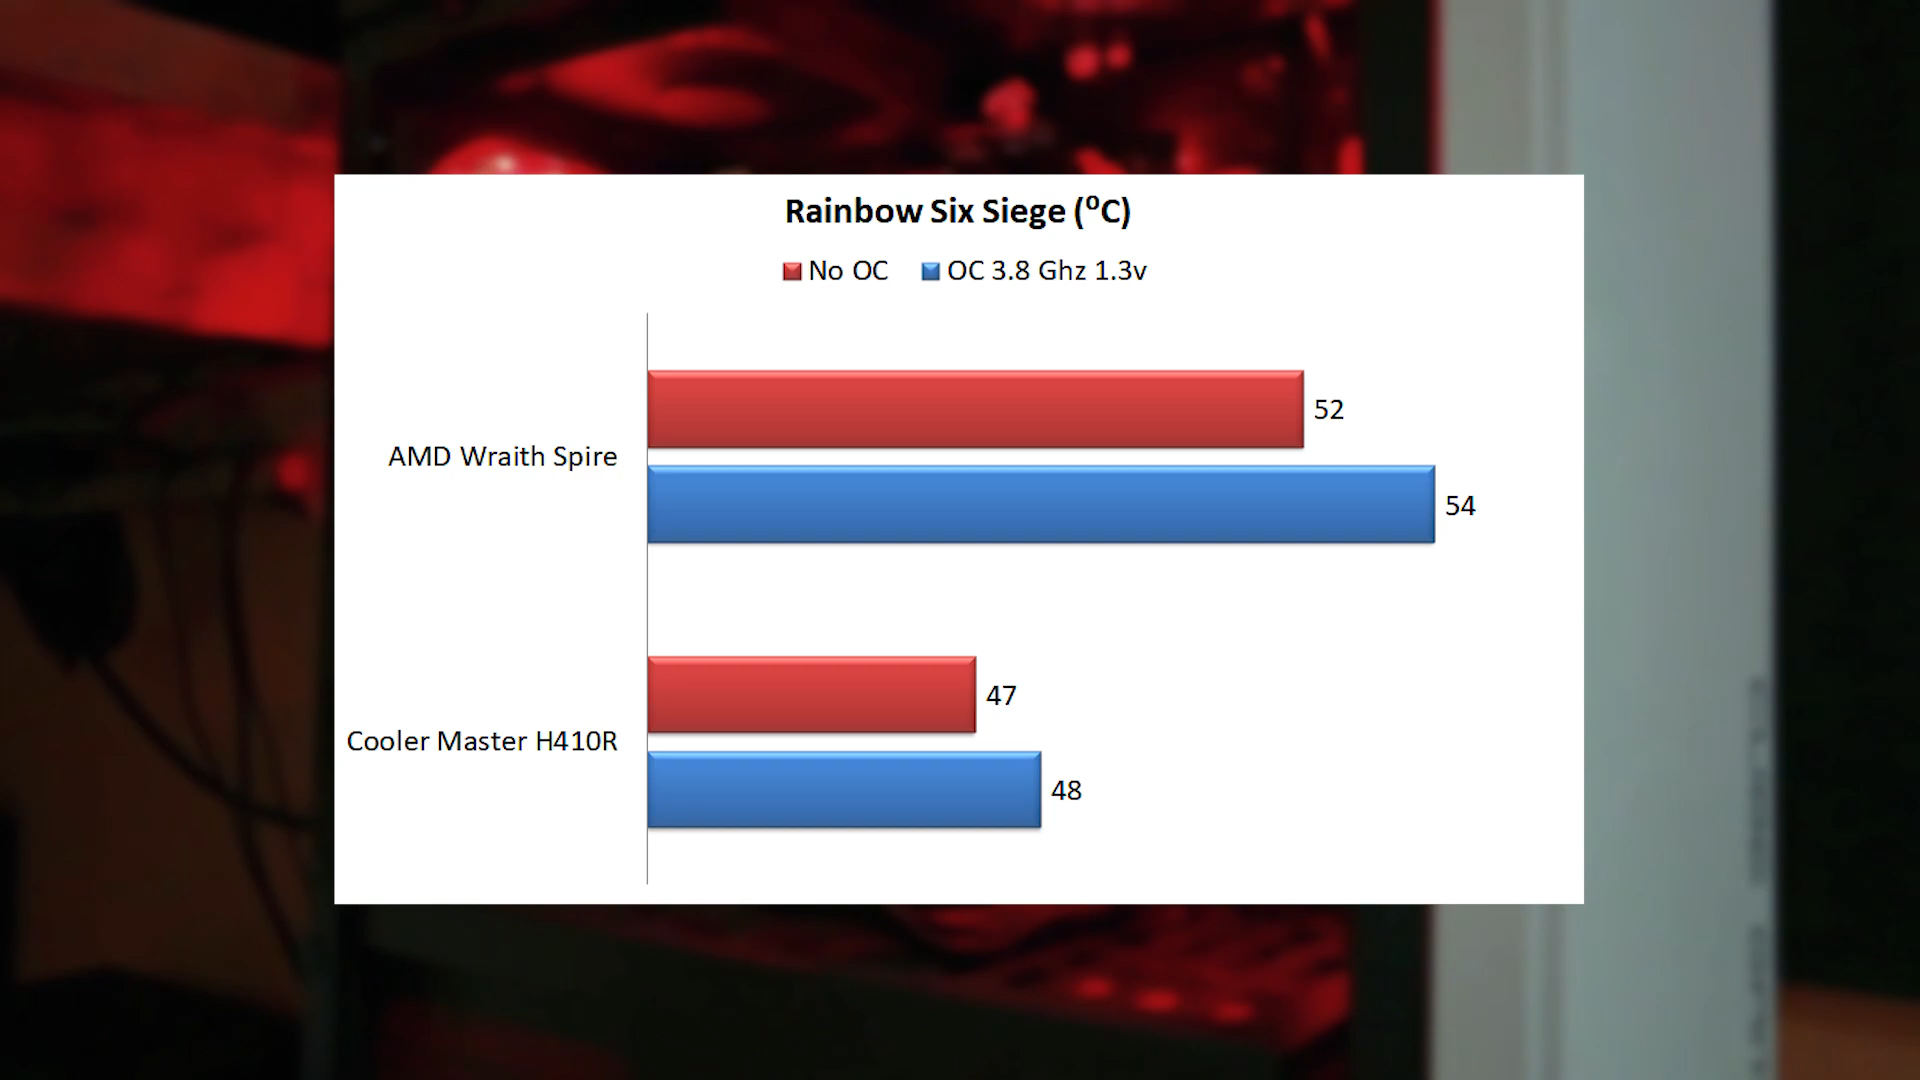 Rainbow Six Siege (⁰C)
No OC OC 3.8 Ghz 1.3v
52
AMD Wraith Spire
54
47
Cooler Master H410R
48